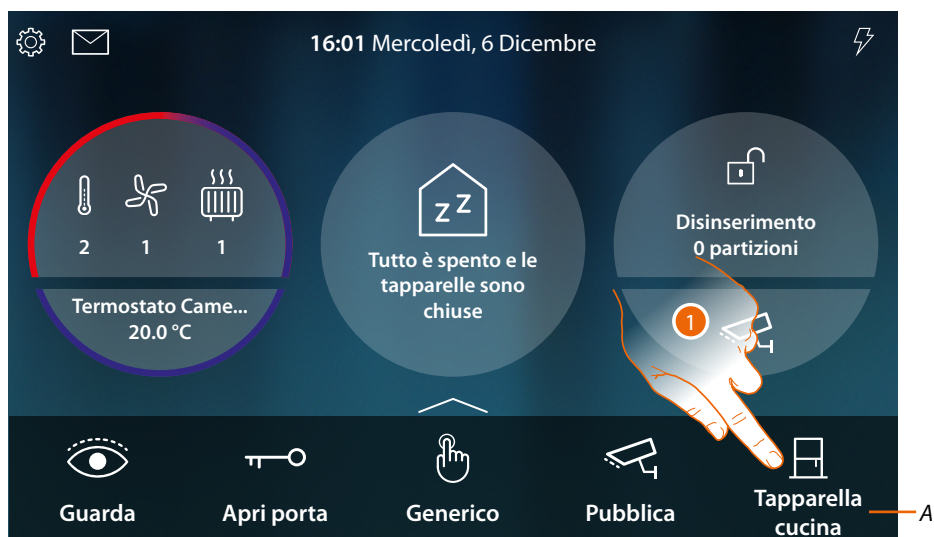 16:01 Mercoledì, 6 Dicembre
2 1 1
Termostato Came...
20.0 °C
z Z
Tutto è spento e le
tapparelle sono
chiuse
Disinserimento
0 partizioni
1
Guarda
Apri porta
Generico
Pubblica
Tapparella
cucina
A